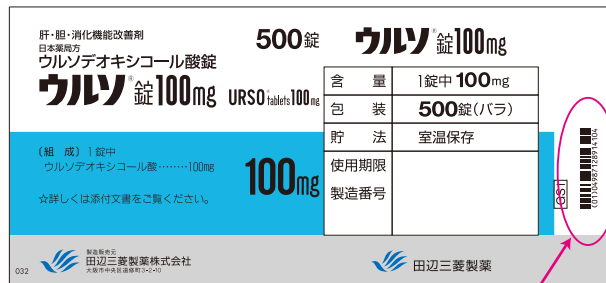 肝・胆・消化機能改善剤
日本薬局方
ウルソデオキシコール酸錠
ウルソ®錠100mg
URSO® tablets 100mg
500錠
(組 成) 1錠中
ウルソデオキシコール酸………100mg
☆詳しくは添付文書をご覧ください。
100mg
ウルソ®錠100mg
含 量 1錠中 100mg
包 装 500錠(バラ)
貯 法 室温保存
使用期限
製造番号
GS1
(01)04987128914104
032
製造販売元
田辺三菱製薬株式会社
大阪市中央区道修町3-2-10
田辺三菱製薬